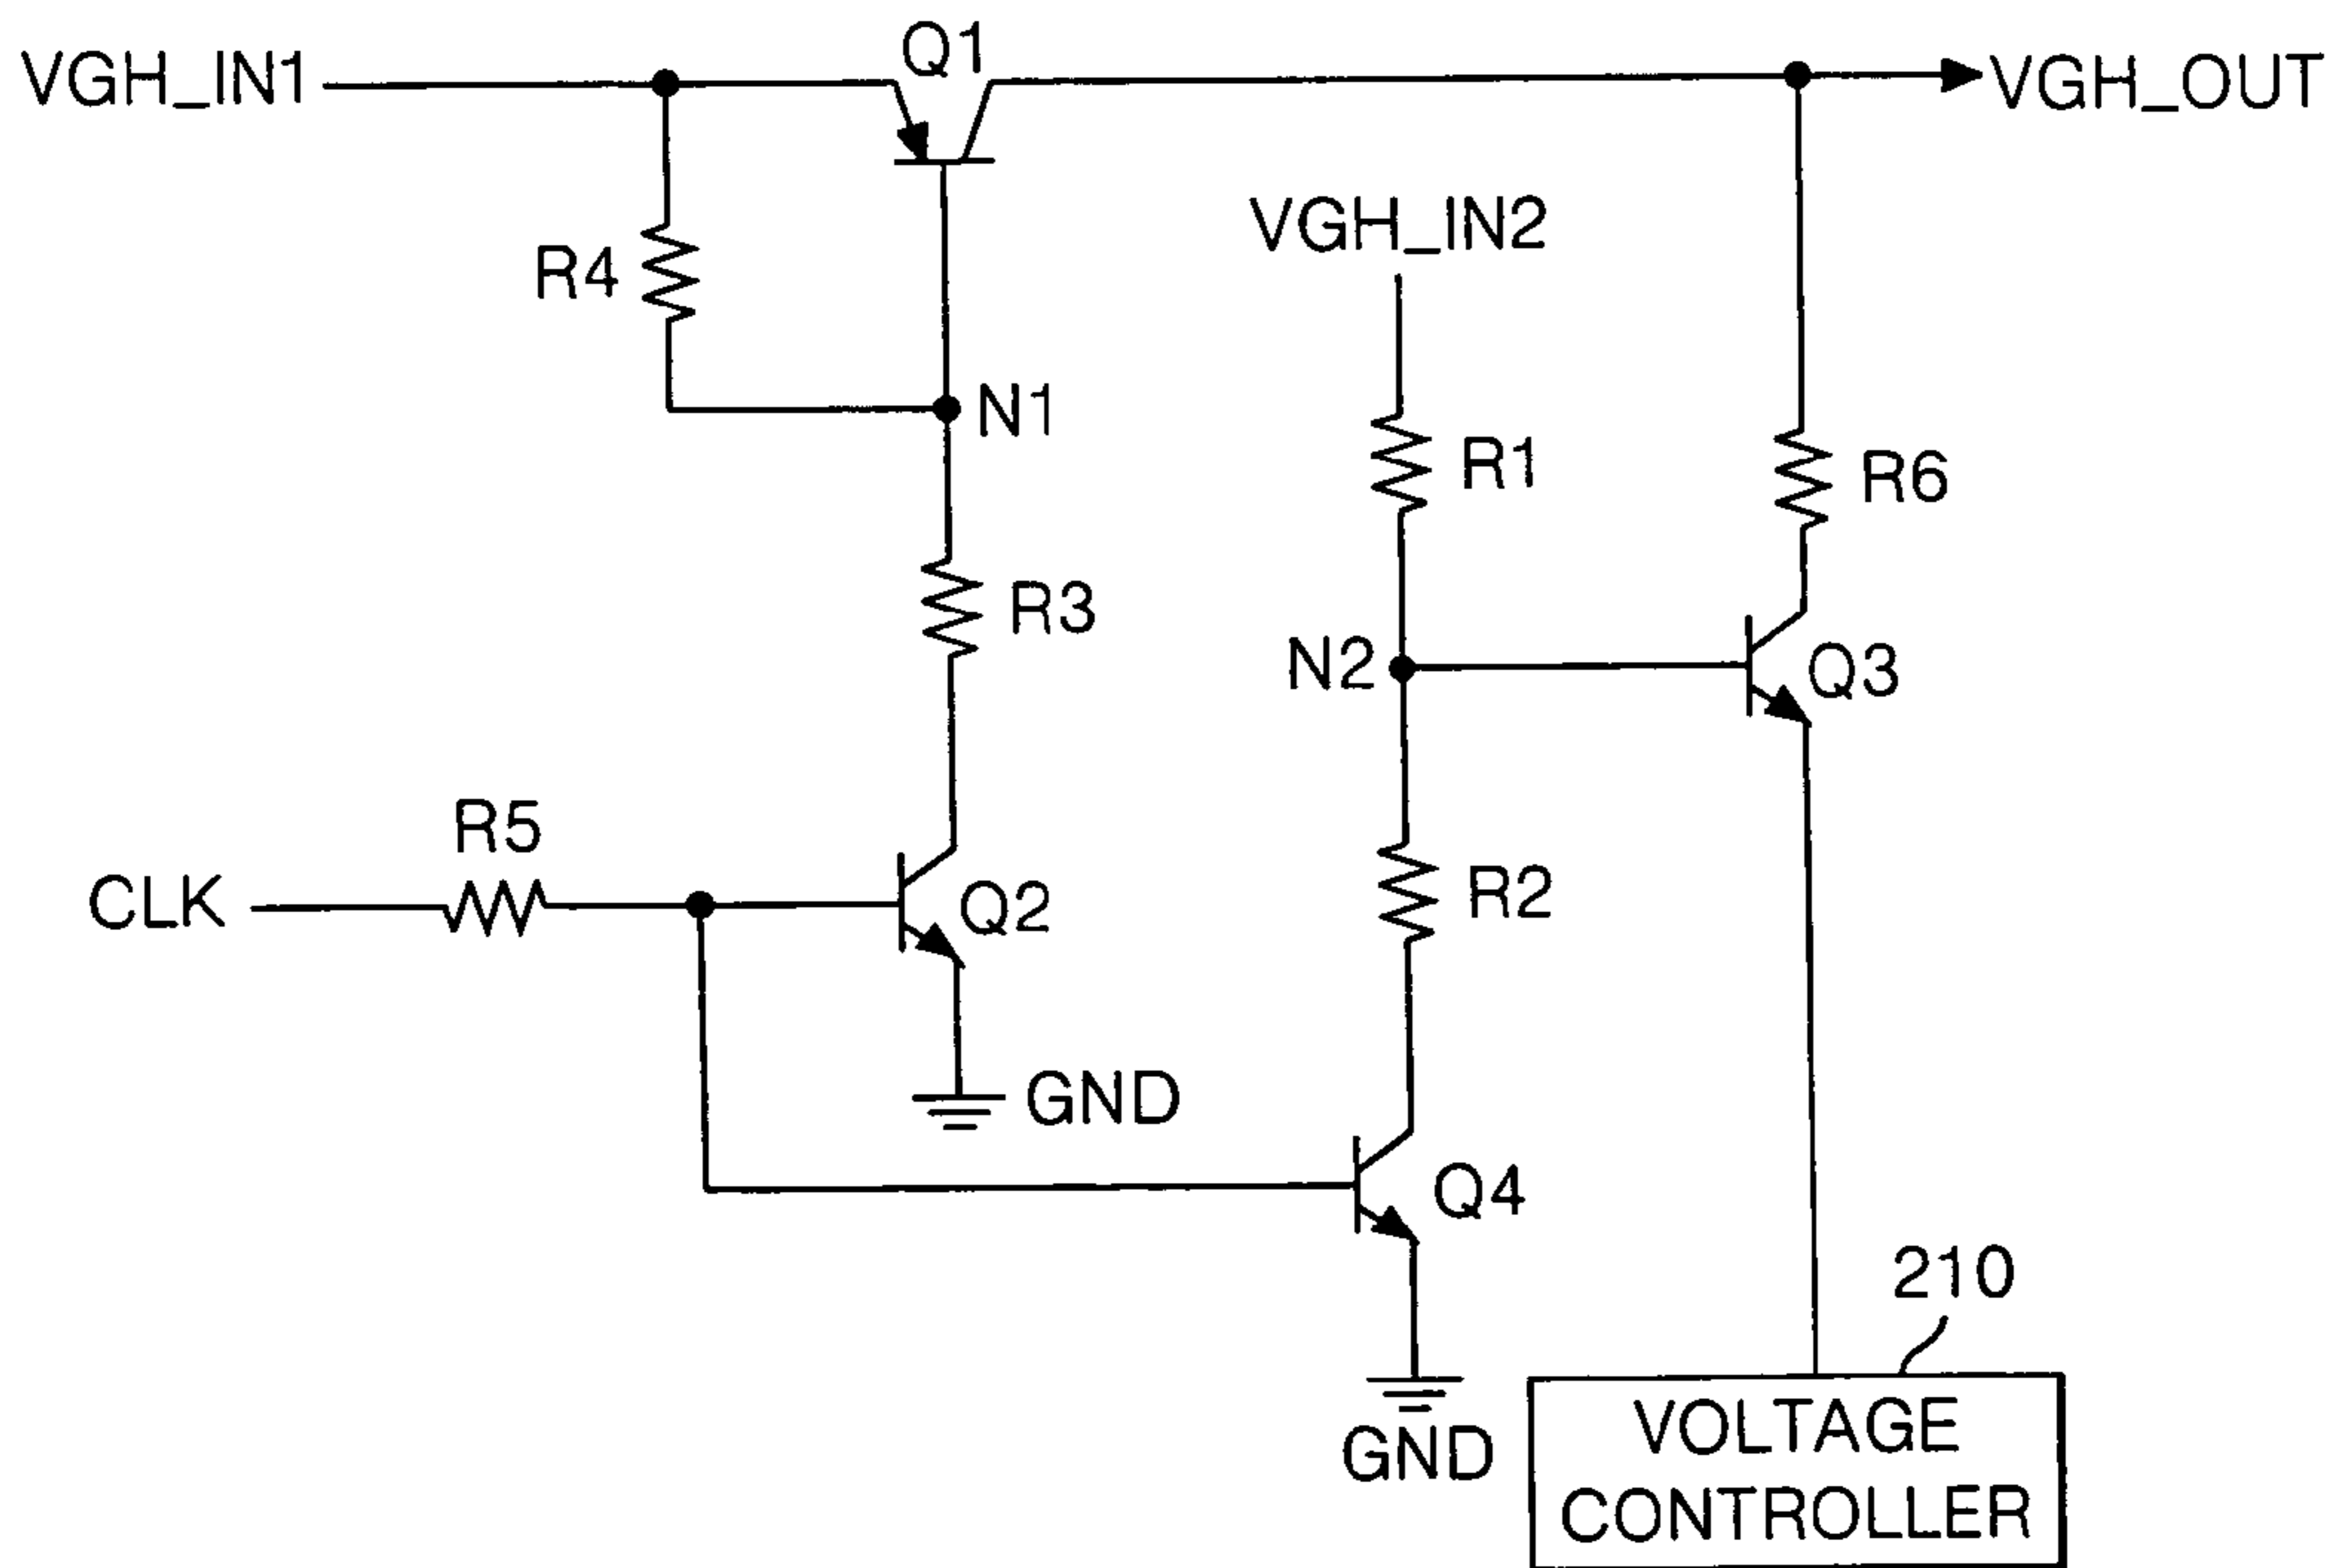 Q1
VGH_IN1
VGH_OUT
VGH_IN2
R4
N1
R1
R6
R3
N2
Q3
R5
CLK
Q2
R2
GND
Q4
210
GND
VOLTAGE
CONTROLLER